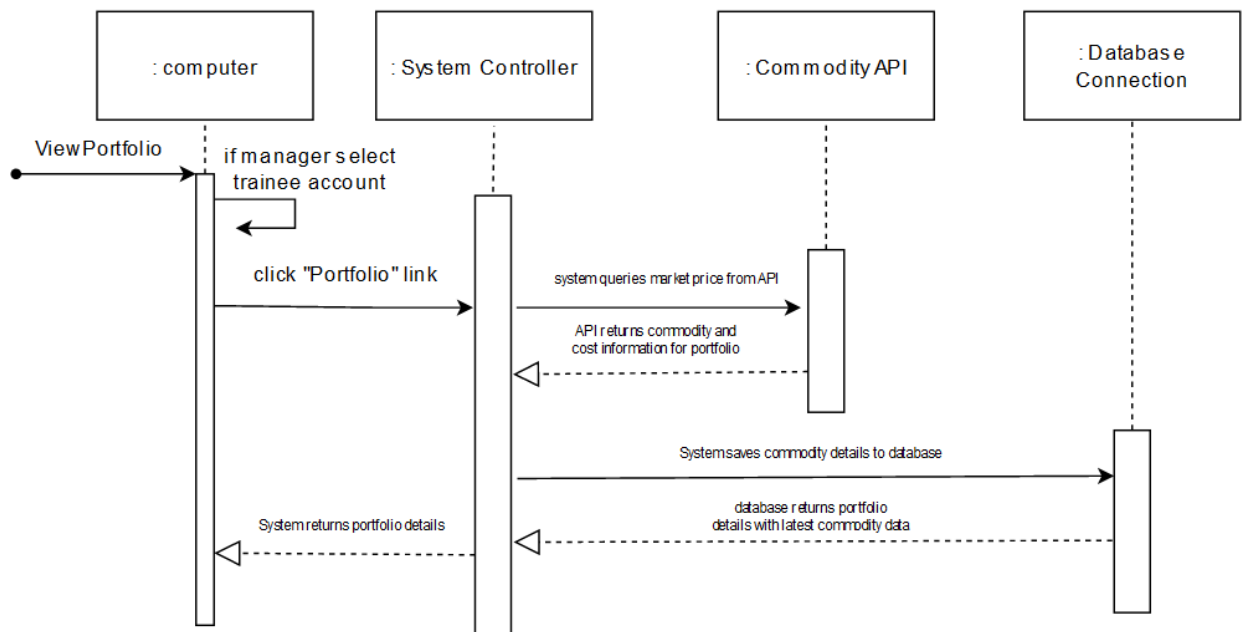 : computer
: System Controller
: Commodity API
: Database
Connection
View Portfolio
if manager select
trainee account
click "Portfolio" link
system queries market price from API
API returns commodity and
cost information for portfolio
System saves commodity details to database
database returns portfolio
details with latest commodity data
System returns portfolio details